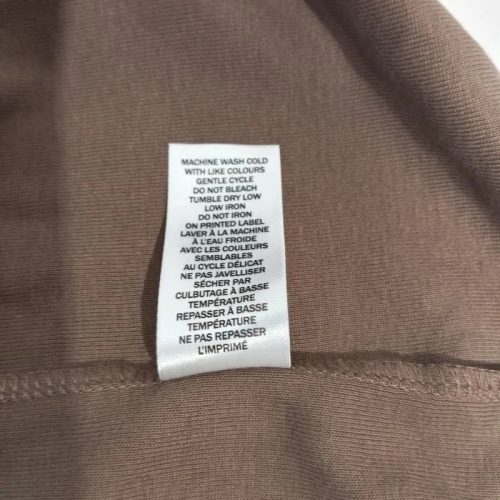 MACHINE WASH COLD
WITH LIKE COLOURS
GENTLE CYCLE
DO NOT BLEACH
TUMBLE DRY LOW
LOW IRON
DO NOT IRON
ON PRINTED LABEL
LAVER À LA MACHINE
À L'EAU FROIDE
AVEC LES COULEURS
SEMBLABLES
AU CYCLE DÉLICAT
NE PAS JAVELLISER
SÉCHER PAR
CULBUTAGE À BASSE
TEMPÉRATURE
REPASSER À BASSE
TEMPÉRATURE
NE PAS REPASSER
L'IMPRIMÉ